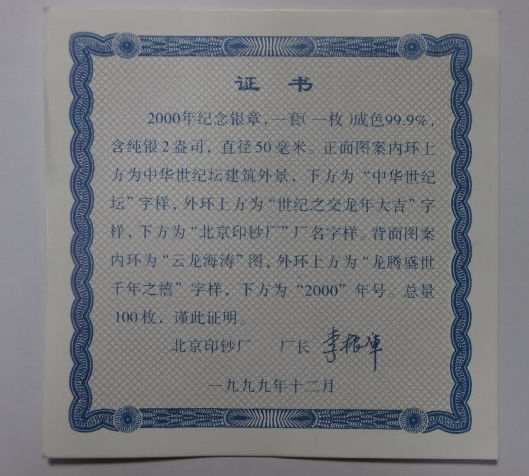 证 书
2000年纪念银章，一套（一枚）成色99.9%，
含纯银2盎司，直径50毫米。正面图案内环上
方为中华世纪坛建筑外景，下方为“中华世纪
坛”字样，外环上方为“世纪之交龙年大吉”字
样，下方为“北京印钞厂”厂名字样。背面图案
内环为“云龙海涛”图，外环上方为“龙腾盛世
千年之禧”字样，下方为“2000”年号。总量
100枚，谨此证明。
北京印钞厂 厂长
一九九九年十二月